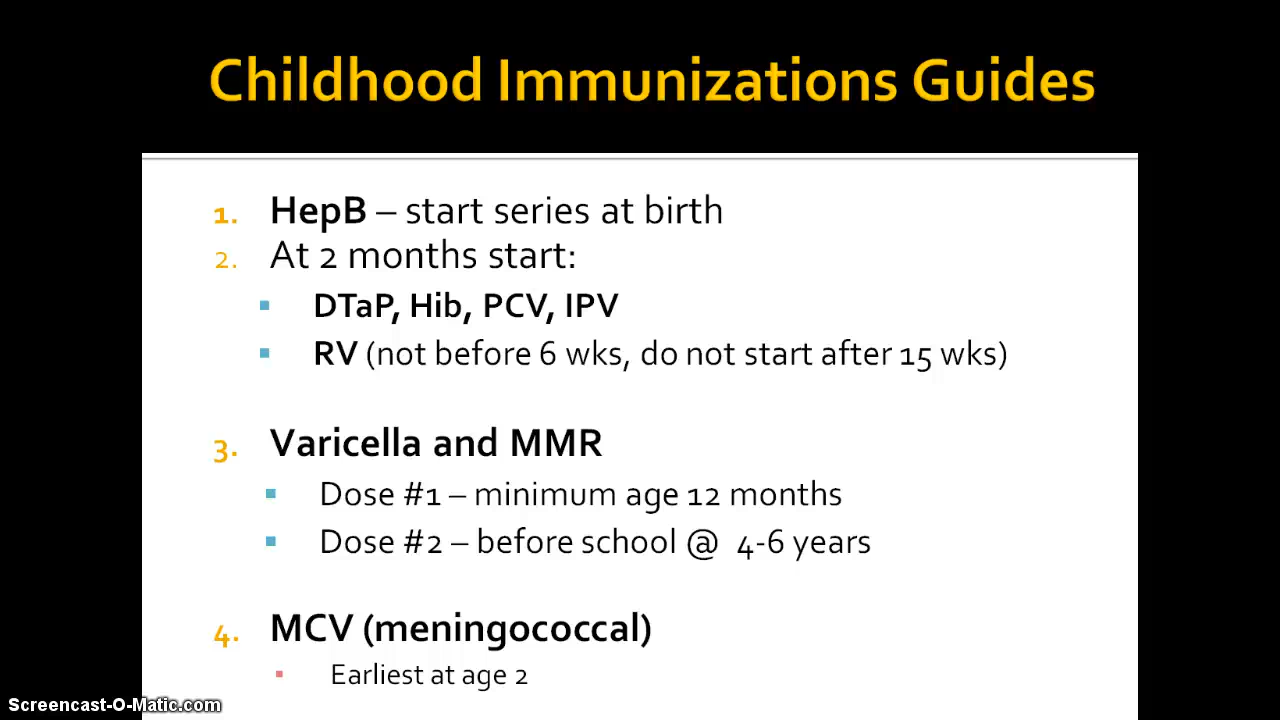 Childhood Immunizations Guides
1. HepB – start series at birth
2. At 2 months start:
▪ DTaP, Hib, PCV, IPV
▪ RV (not before 6 wks, do not start after 15 wks)
3. Varicella and MMR
▪ Dose #1 – minimum age 12 months
▪ Dose #2 – before school @ 4-6 years
4. MCV (meningococcal)
▪ Earliest at age 2
Screencast-O-Matic.com